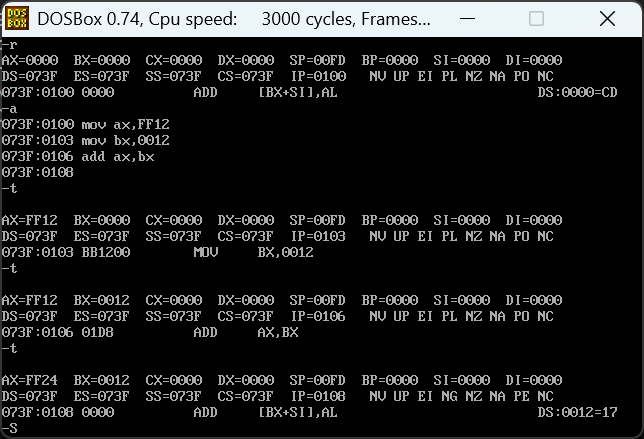 DOS
BOX
DOSBox 0.74, Cpu speed:    3000 cycles, Frames...
-r
AX=0000  BX=0000  CX=0000  DX=0000  SP=00FD  BP=0000  SI=0000  DI=0000
DS=073F  ES=073F  SS=073F  CS=073F  IP=0100   NV UP EI PL NZ NA PO NC
073F:0100 0000          ADD     [BX+SI],AL                         DS:0000=CD
-a
073F:0100 mov ax,FF12
073F:0103 mov bx,0012
073F:0106 add ax,bx
073F:0108
-t
AX=FF12  BX=0000  CX=0000  DX=0000  SP=00FD  BP=0000  SI=0000  DI=0000
DS=073F  ES=073F  SS=073F  CS=073F  IP=0103   NV UP EI PL NZ NA PO NC
073F:0103 BB1200        MOV     BX,0012
-t
AX=FF12  BX=0012  CX=0000  DX=0000  SP=00FD  BP=0000  SI=0000  DI=0000
DS=073F  ES=073F  SS=073F  CS=073F  IP=0106   NV UP EI PL NZ NA PO NC
073F:0106 01D8          ADD     AX,BX
-t
AX=FF24  BX=0012  CX=0000  DX=0000  SP=00FD  BP=0000  SI=0000  DI=0000
DS=073F  ES=073F  SS=073F  CS=073F  IP=0108   NV UP EI NG NZ NA PE NC
073F:0108 0000          ADD     [BX+SI],AL                         DS:0012=17
-S